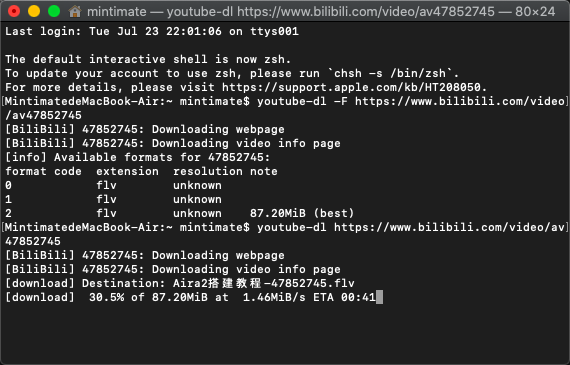 mintimate — youtube-dl https://www.bilibili.com/video/av47852745 — 80×24
Last login: Tue Jul 23 22:01:06 on ttys001
The default interactive shell is now zsh.
To update your account to use zsh, please run `chsh -s /bin/zsh`.
For more details, please visit https://support.apple.com/kb/HT208050.
[MintimatedeMacBook-Air:~ mintimate$ youtube-dl -F https://www.bilibili.com/video]
/av47852745
[BiliBili] 47852745: Downloading webpage
[BiliBili] 47852745: Downloading video info page
[info] Available formats for 47852745:
format code  extension  resolution note
0            flv        unknown
1            flv        unknown
2            flv        unknown    87.20MiB (best)
[MintimatedeMacBook-Air:~ mintimate$ youtube-dl https://www.bilibili.com/video/av]
47852745
[BiliBili] 47852745: Downloading webpage
[BiliBili] 47852745: Downloading video info page
[download] Destination: Aira2搭建教程-47852745.flv
[download]  30.5% of 87.20MiB at  1.46MiB/s ETA 00:41